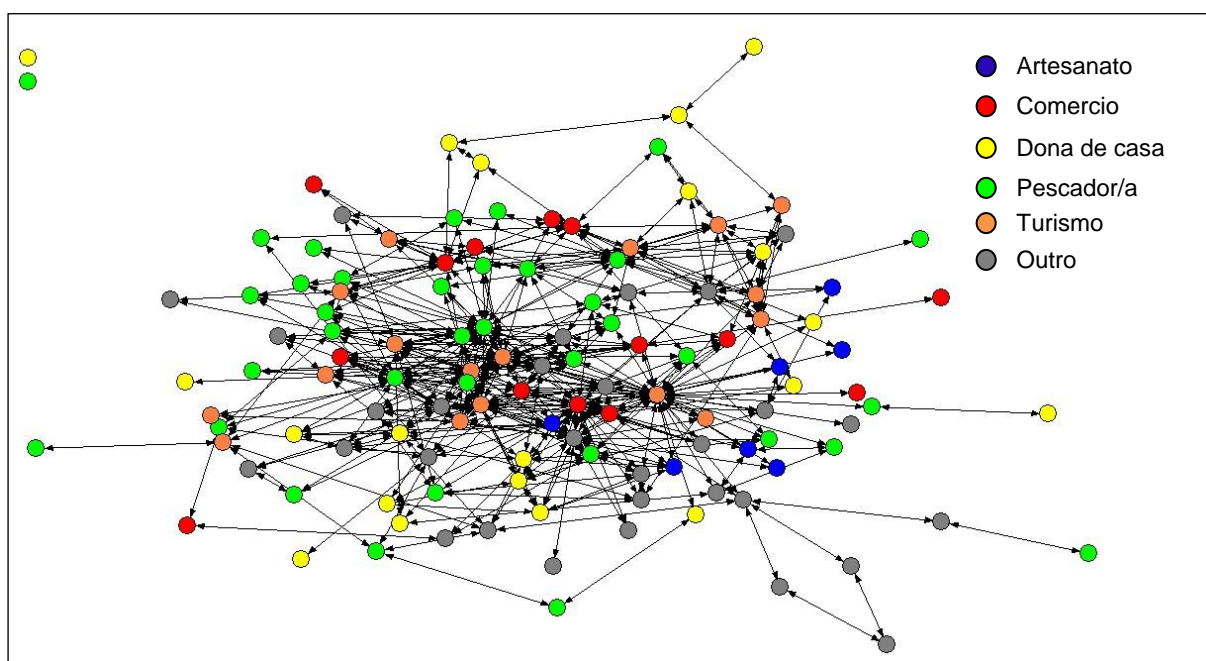 Artesanato
Comercio
Dona de casa
Pescador/a
Turismo
Outro